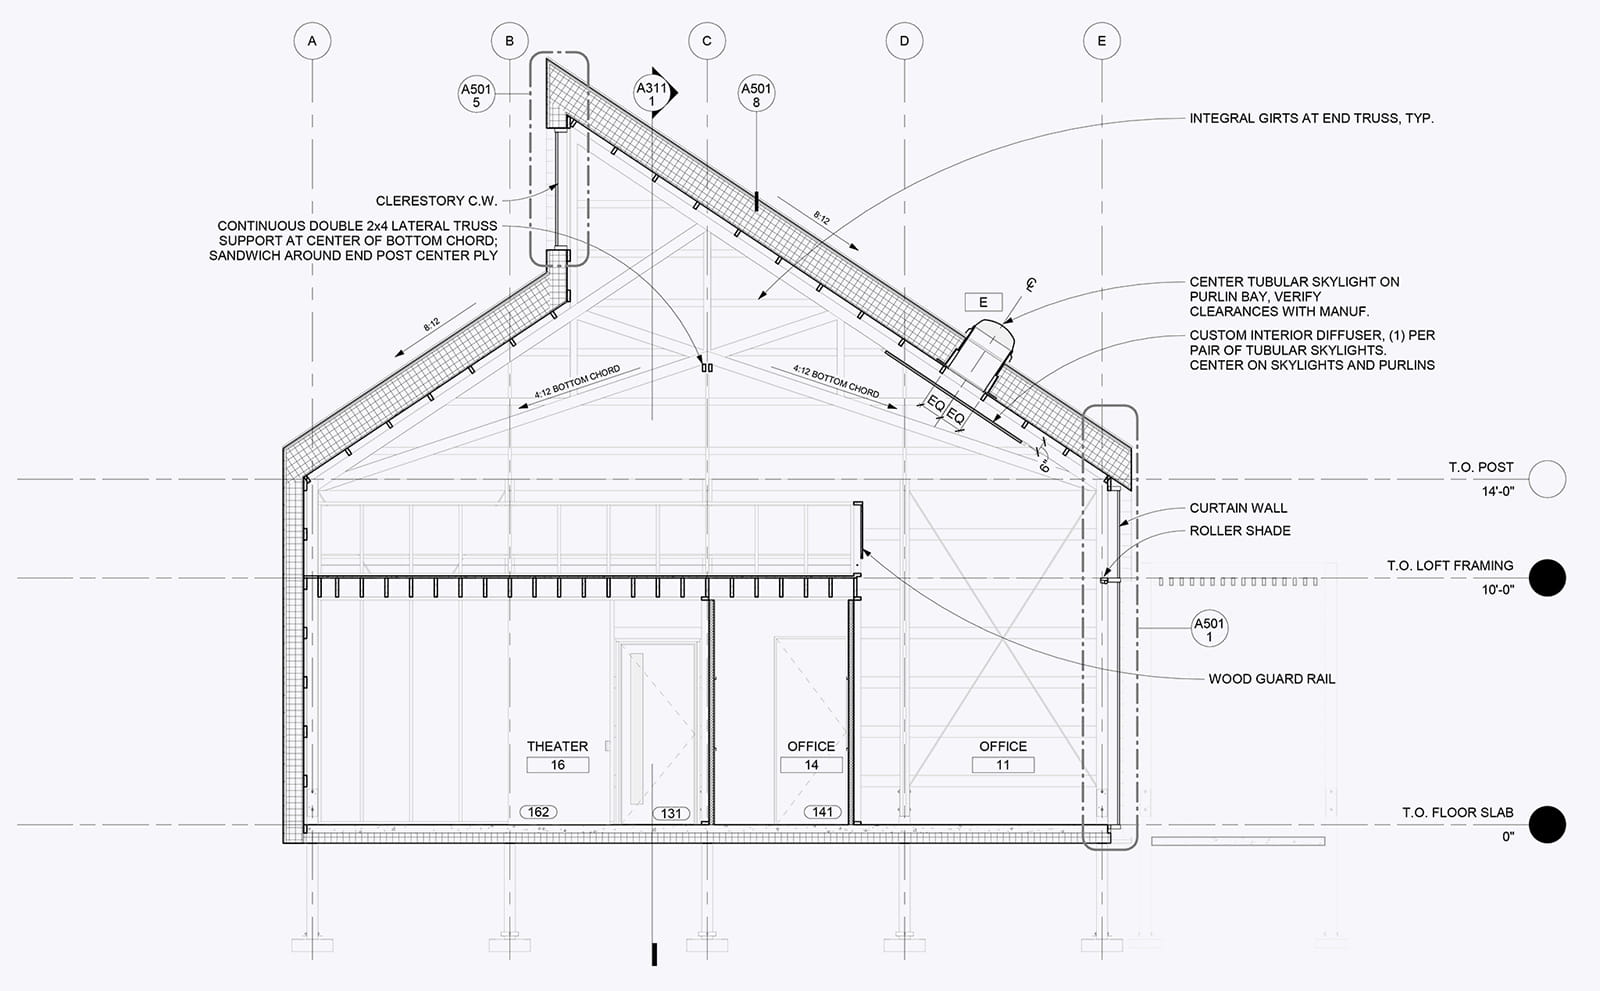 A
B
C
D
E
A501
5
A311
1
A501
8
INTEGRAL GIRTS AT END TRUSS, TYP.
CLERESTORY C.W.
8:12
CONTINUOUS DOUBLE 2x4 LATERAL TRUSS
SUPPORT AT CENTER OF BOTTOM CHORD;
SANDWICH AROUND END POST CENTER PLY
E
CENTER TUBULAR SKYLIGHT ON
PURLIN BAY, VERIFY
CLEARANCES WITH MANUF.
8:12
CUSTOM INTERIOR DIFFUSER, (1) PER
PAIR OF TUBULAR SKYLIGHTS.
CENTER ON SKYLIGHTS AND PURLINS
4:12 BOTTOM CHORD
4:12 BOTTOM CHORD
EQ
EQ
6"
T.O. POST
14'-0"
CURTAIN WALL
ROLLER SHADE
T.O. LOFT FRAMING
10'-0"
A501
1
WOOD GUARD RAIL
THEATER
16
OFFICE
14
OFFICE
11
162
131
141
T.O. FLOOR SLAB
0"